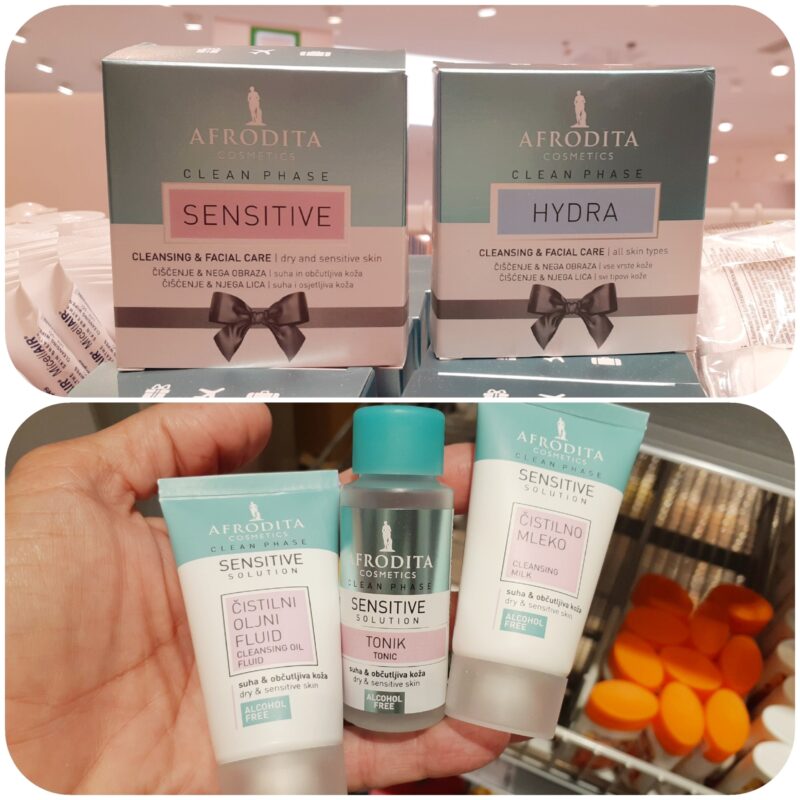 AFRODITA
COSMETICS
CLEAN PHASE
SENSITIVE
CLEANSING & FACIAL CARE | dry and sensitive skin
ČIŠČENJE & NEGA OBRAZA | suha in občutljiva koža
ČIŠĆENJE & NJEGA LICA | suha i osjetljiva koža
AFRODITA
COSMETICS
CLEAN PHASE
HYDRA
CLEANSING & FACIAL CARE | all skin types
ČIŠČENJE & NEGA OBRAZA | vse vrste kože
ČIŠĆENJE & NJEGA LICA | svi tipovi kože
MicellAIR
AFRODITA
COSMETICS
CLEAN PHASE
SENSITIVE
SOLUTION
ČISTILNI
OLJNI
FLUID
CLEANSING OIL
FLUID
suha & občutljiva koža
dry & sensitive skin
ALCOHOL
FREE
AFRODITA
COSMETICS
CLEAN PHASE
SENSITIVE
SOLUTION
TONIK
TONIC
suha & občutljiva koža
dry & sensitive skin
ALCOHOL
FREE
AFRODITA
COSMETICS
CLEAN PHASE
SENSITIVE
SOLUTION
ČISTILNO
MLEKO
CLEANSING
MILK
suha & občutljiva koža
dry & sensitive skin
ALCOHOL
FREE